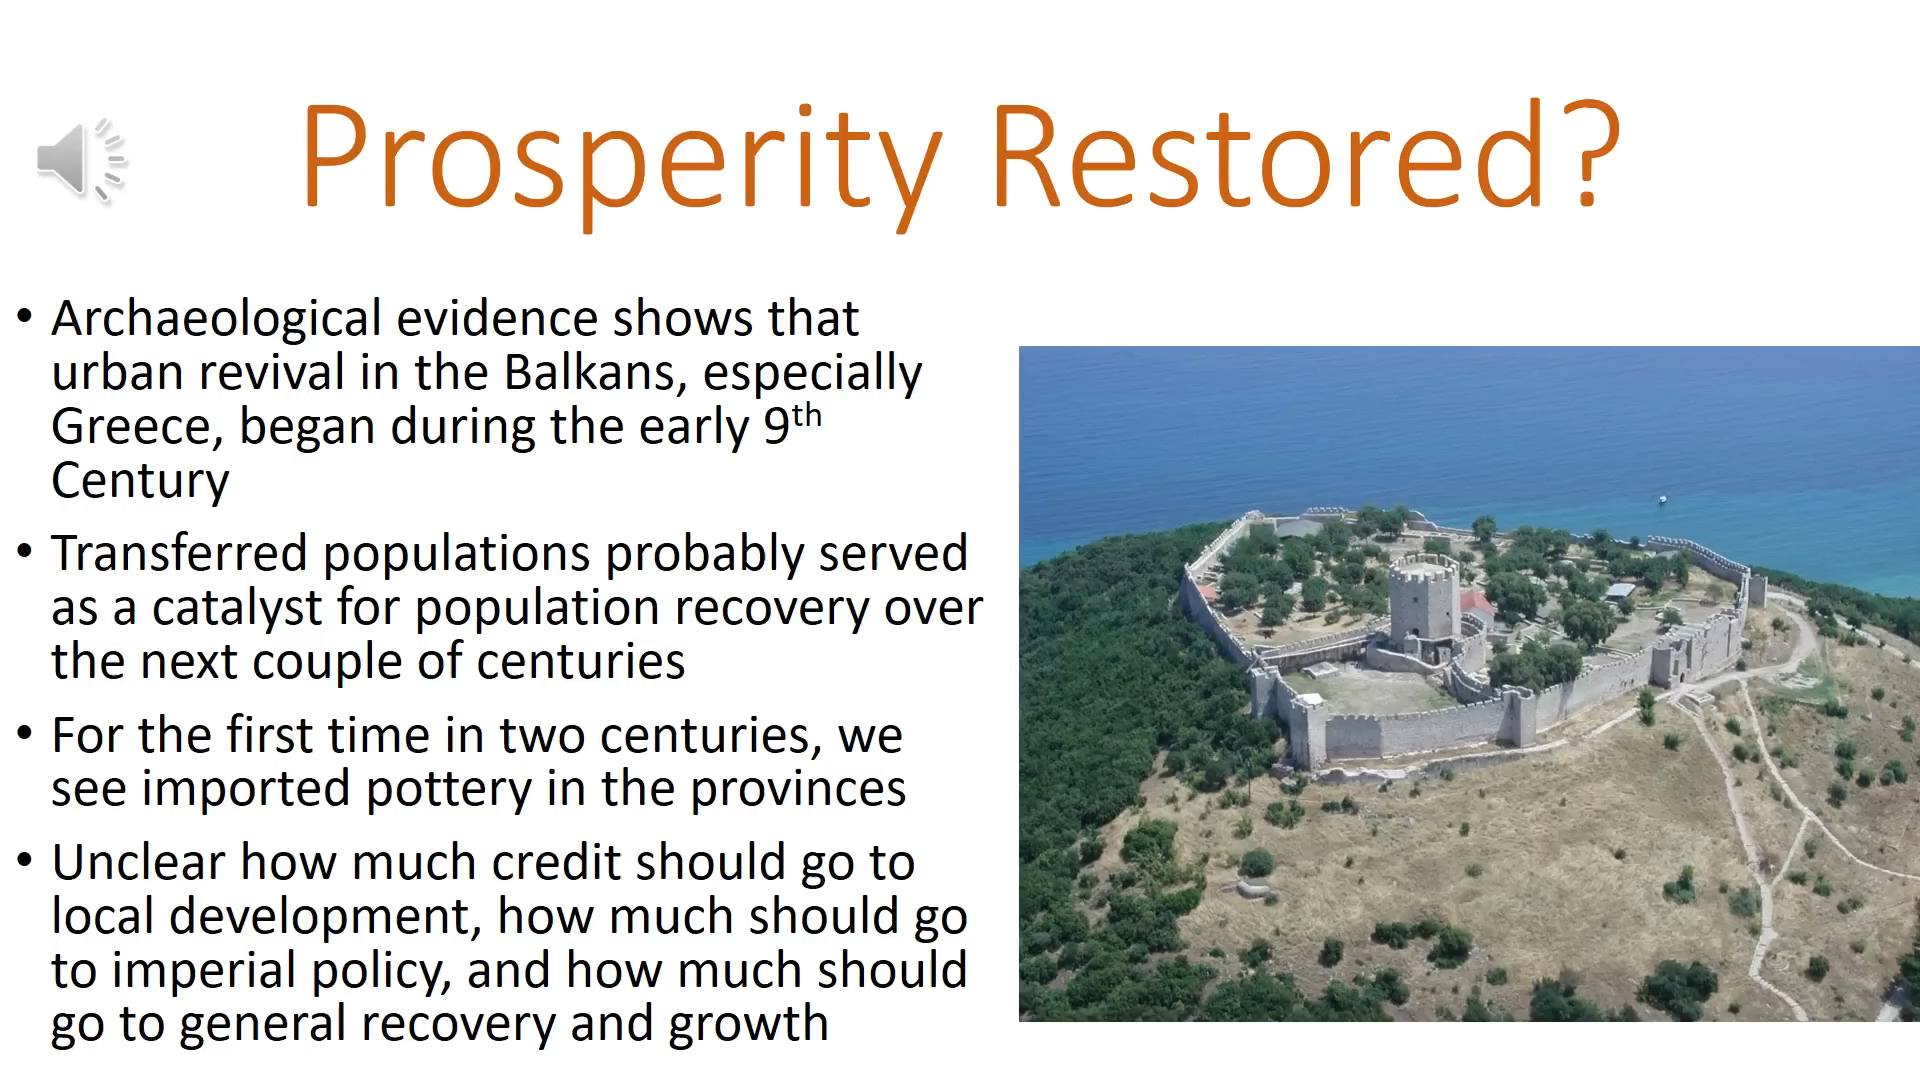 Prosperity Restored?
• Archaeological evidence shows that
urban revival in the Balkans, especially
Greece, began during the early 9th
Century
• Transferred populations probably served
as a catalyst for population recovery over
the next couple of centuries
• For the first time in two centuries, we
see imported pottery in the provinces
• Unclear how much credit should go to
local development, how much should go
to imperial policy, and how much should
go to general recovery and growth